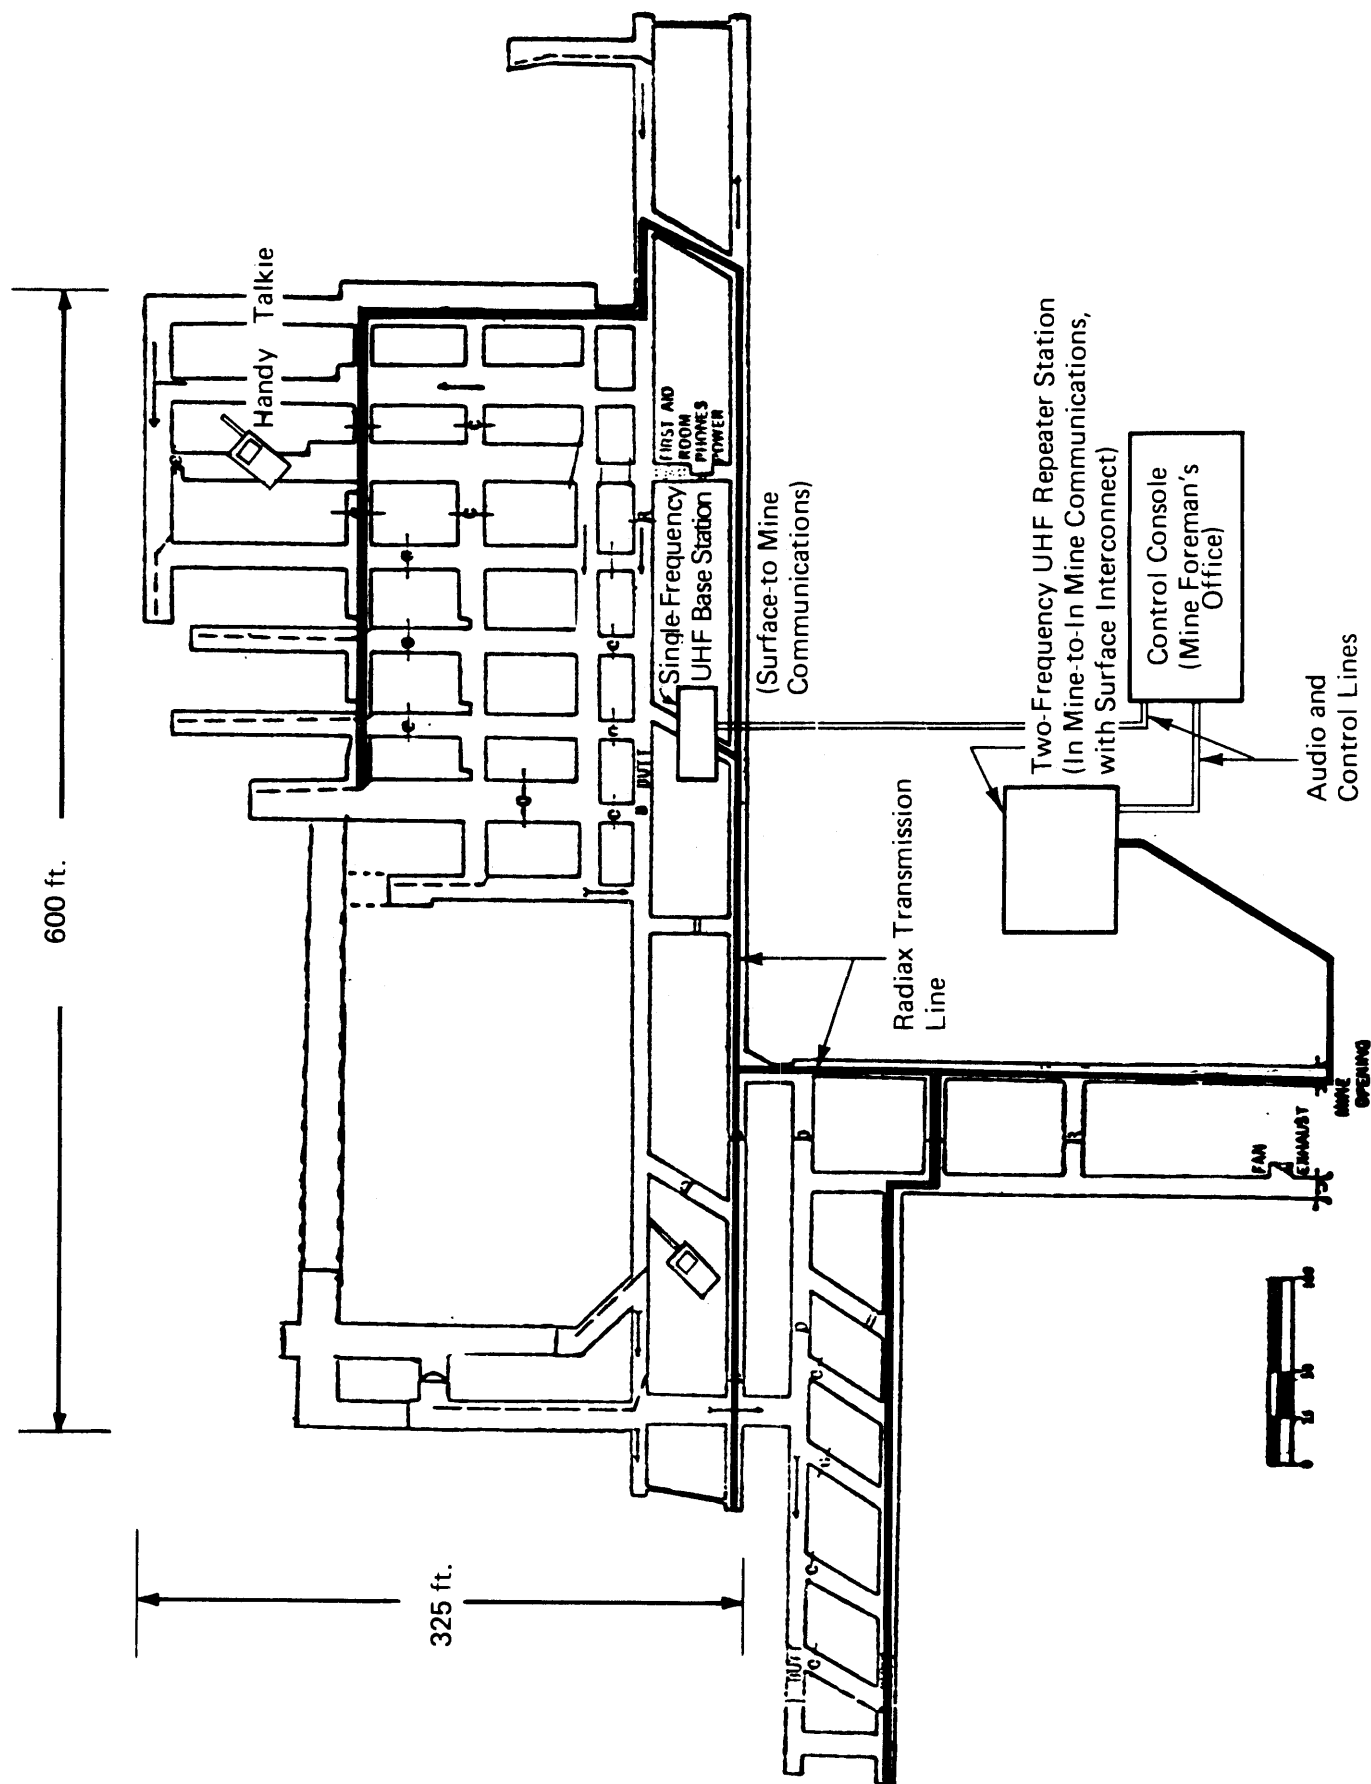 600 ft.
325 ft.
Handy Talkie
FIRST AID
ROOM
PHONES
POWER
Single-Frequency
UHF Base Station
(Surface-to Mine
Communications)
BUTT
Radiax Transmission
Line
Two-Frequency UHF Repeater Station
(In Mine-to-In Mine Communications,
with Surface Interconnect)
Control Console
(Mine Foreman's
Office)
Audio and
Control Lines
FAN
EXHAUST
MINE
OPENING
BUTT